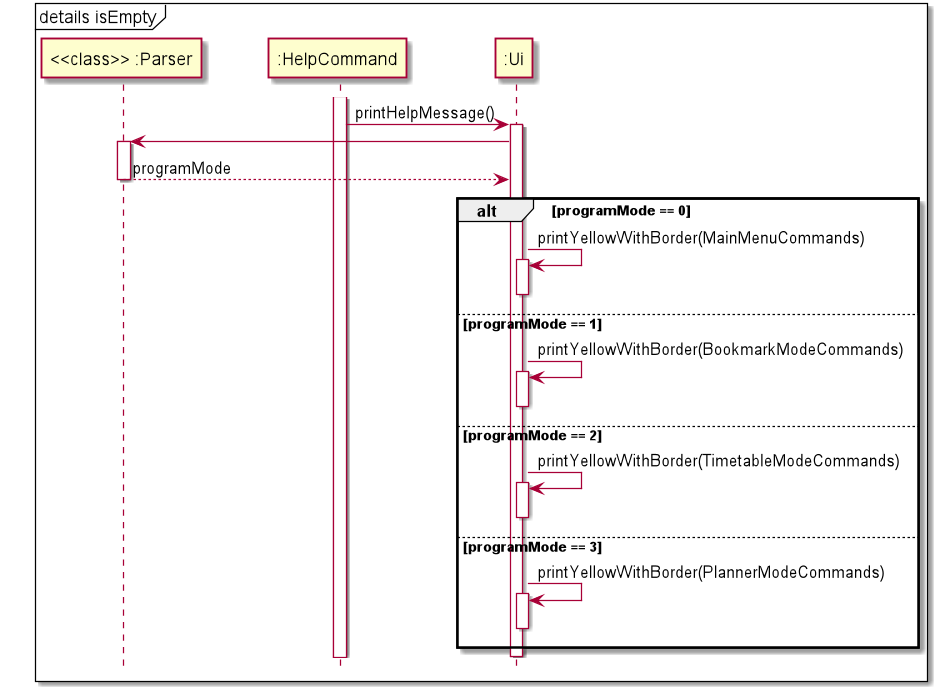 details isEmpty
<<class>> :Parser
:HelpCommand
:Ui
printHelpMessage()
programMode
alt
[programMode == 0]
printYellowWithBorder(MainMenuCommands)
[programMode == 1]
printYellowWithBorder(BookmarkModeCommands)
[programMode == 2]
printYellowWithBorder(TimetableModeCommands)
[programMode == 3]
printYellowWithBorder(PlannerModeCommands)